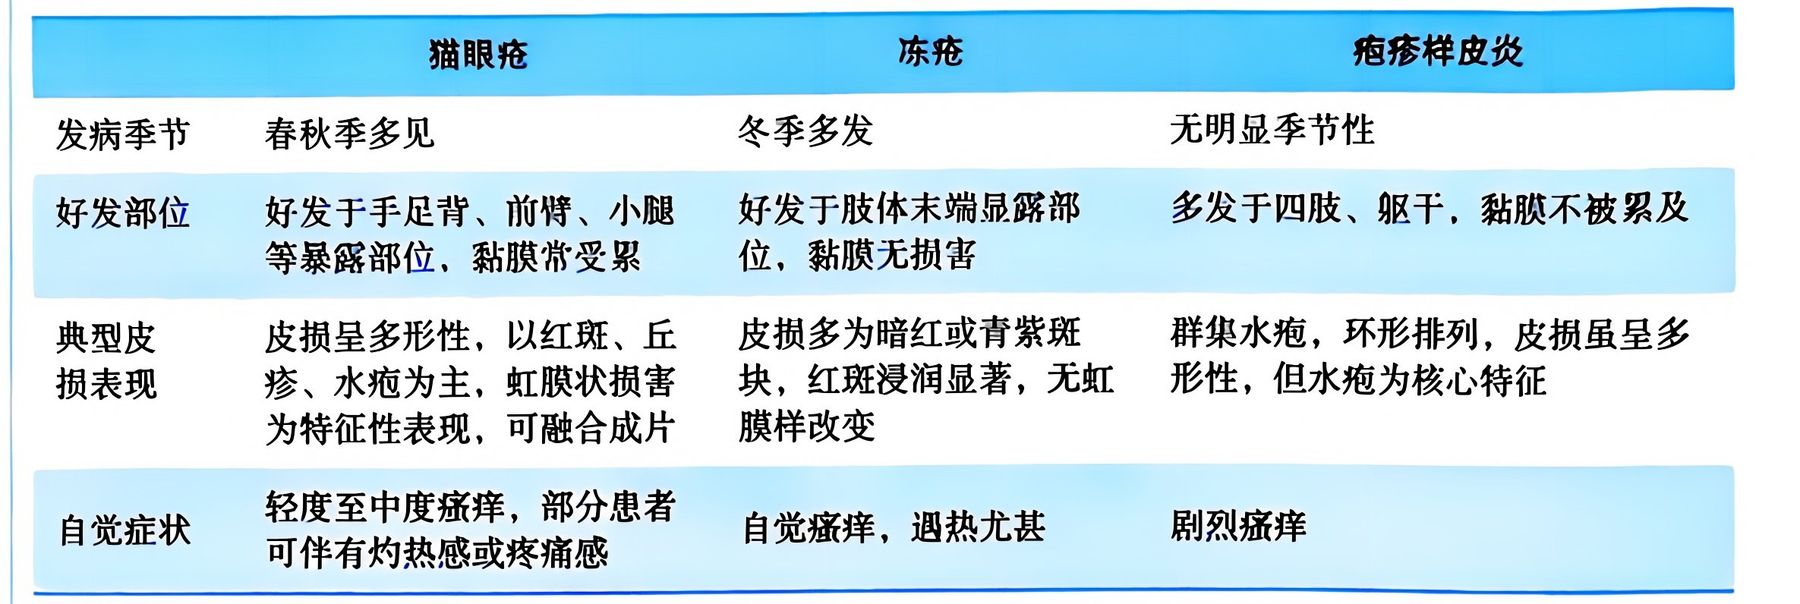 猫眼疮 冻疮 疱疹样皮炎
发病季节 春秋季多见 冬季多发 无明显季节性
好发部位 好发于手足背、前臂、小腿 好发于肢体末端显露部 多发于四肢、躯干，黏膜不被累及
等暴露部位，黏膜常受累 位，黏膜无损害
典型皮 皮损呈多形性，以红斑、丘 皮损多为暗红或青紫斑 群集水疱，环形排列，皮损虽呈多
损表现 疹、水疱为主，虹膜状损害 块，红斑浸润显著，无虹 形性，但水疱为核心特征
为特征性表现，可融合成片 膜样改变
自觉症状 轻度至中度瘙痒，部分患者 自觉瘙痒，遇热尤甚 剧烈瘙痒
可伴有灼热感或疼痛感